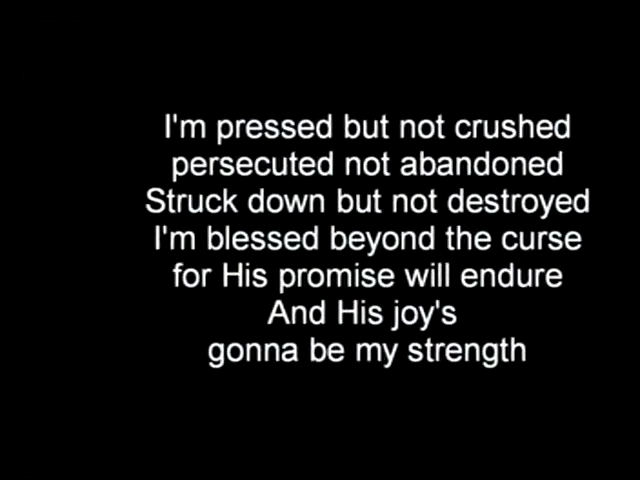 I'm pressed but not crushed
persecuted not abandoned
Struck down but not destroyed
I'm blessed beyond the curse
for His promise will endure
And His joy's
gonna be my strength